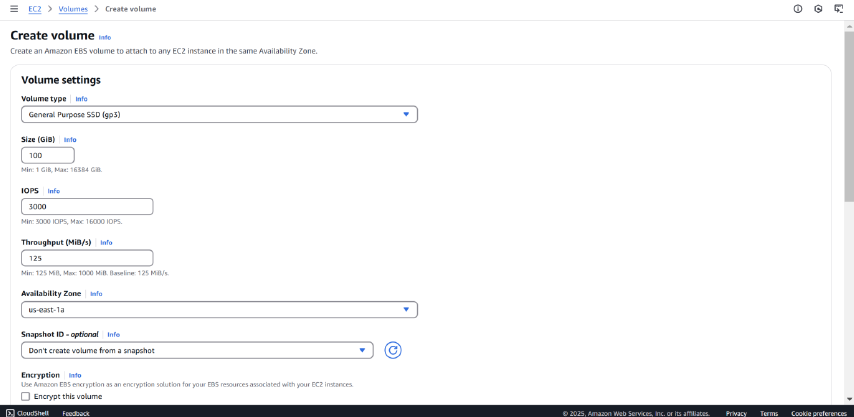 EC2 > Volumes > Create volume
Create volume Info
Create an Amazon EBS volume to attach to any EC2 instance in the same Availability Zone.
Volume settings
Volume type | Info
General Purpose SSD (gp3)
Size (GiB) | Info
100
Min: 1 GiB, Max: 16384 GiB.
IOPS | Info
3000
Min: 3000 IOPS, Max: 16000 IOPS.
Throughput (MiB/s) | Info
125
Min: 125 MiB, Max: 1000 MiB. Baseline: 125 MiB/s.
Availability Zone | Info
us-east-1a
Snapshot ID - optional | Info
Don't create volume from a snapshot
Encryption | Info
Use Amazon EBS encryption as an encryption solution for your EBS resources associated with your EC2 instances.
Encrypt this volume
CloudShell Feedback © 2025, Amazon Web Services, Inc. or its affiliates. Privacy Terms Cookie preferences